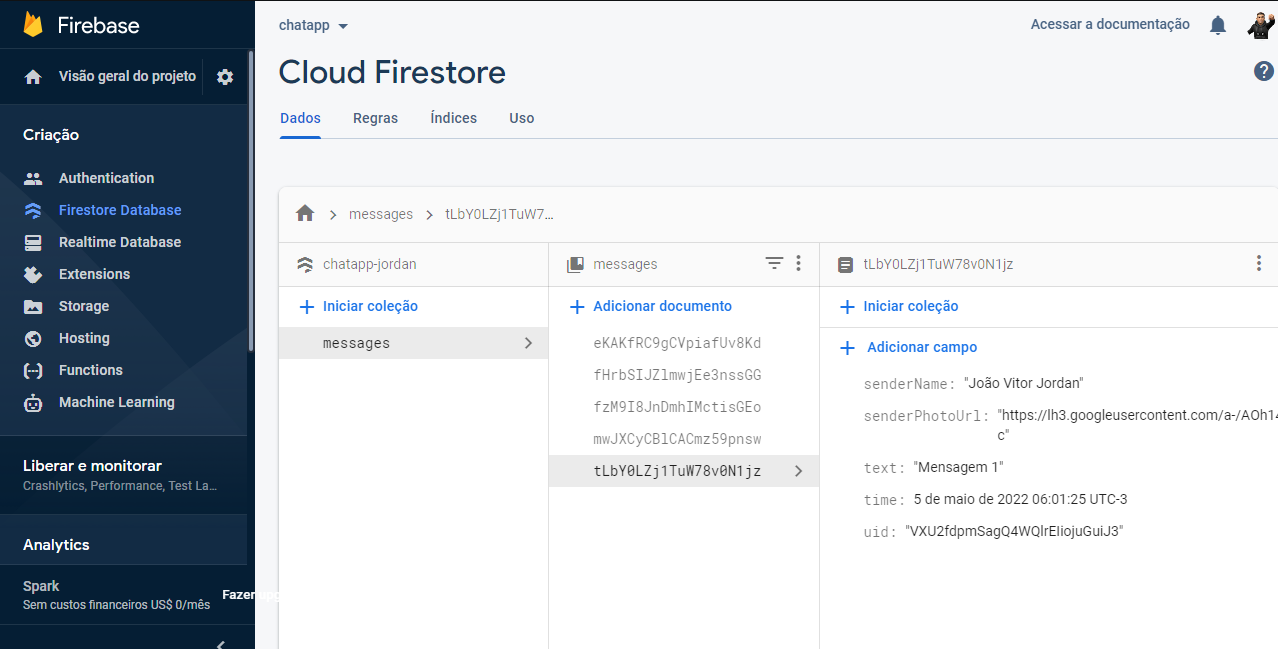 Firebase
chatapp
Acessar a documentação
Visão geral do projeto
Cloud Firestore
Dados
Regras
Índices
Uso
Criação
Authentication
Firestore Database
Realtime Database
Extensions
Storage
Hosting
Functions
Machine Learning
Liberar e monitorar
Crashlytics, Performance, Test La…
Analytics
Spark
Sem custos financeiros US$ 0/mês
Fazer
messages
tLbY0LZj1TuW7…
chatapp-jordan
messages
tLbY0LZj1TuW78v0N1jz
Iniciar coleção
Adicionar documento
Iniciar coleção
messages
eKAKfRC9gCVpiafUv8Kd
fHrbSIJZlmwjEe3nssGG
fzM9I8JnDmhIMctisGEo
mwJXCyCBlCACmz59pnsw
tLbY0LZj1TuW78v0N1jz
Adicionar campo
senderName: "João Vitor Jordan"
senderPhotoUrl: "https://lh3.googleusercontent.com/a-/AOh14
c"
text: "Mensagem 1"
time: 5 de maio de 2022 06:01:25 UTC-3
uid: "VXU2fdpmSagQ4WQlrEIiojuGuiJ3"